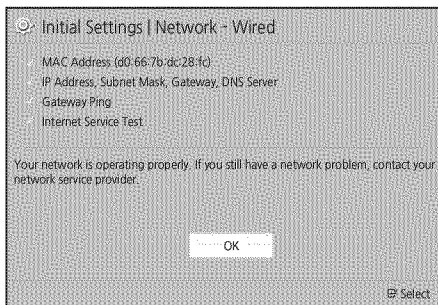 Initial Settings | Network - Wired
MAC Address (d0:66:7b:dc:28:fc)
IP Address, Subnet Mask, Gateway, DNS Server
Gateway Ping
Internet Service Test
Your network is operating properly. If you still have a network problem, contact your
network service provider.
OK
Select